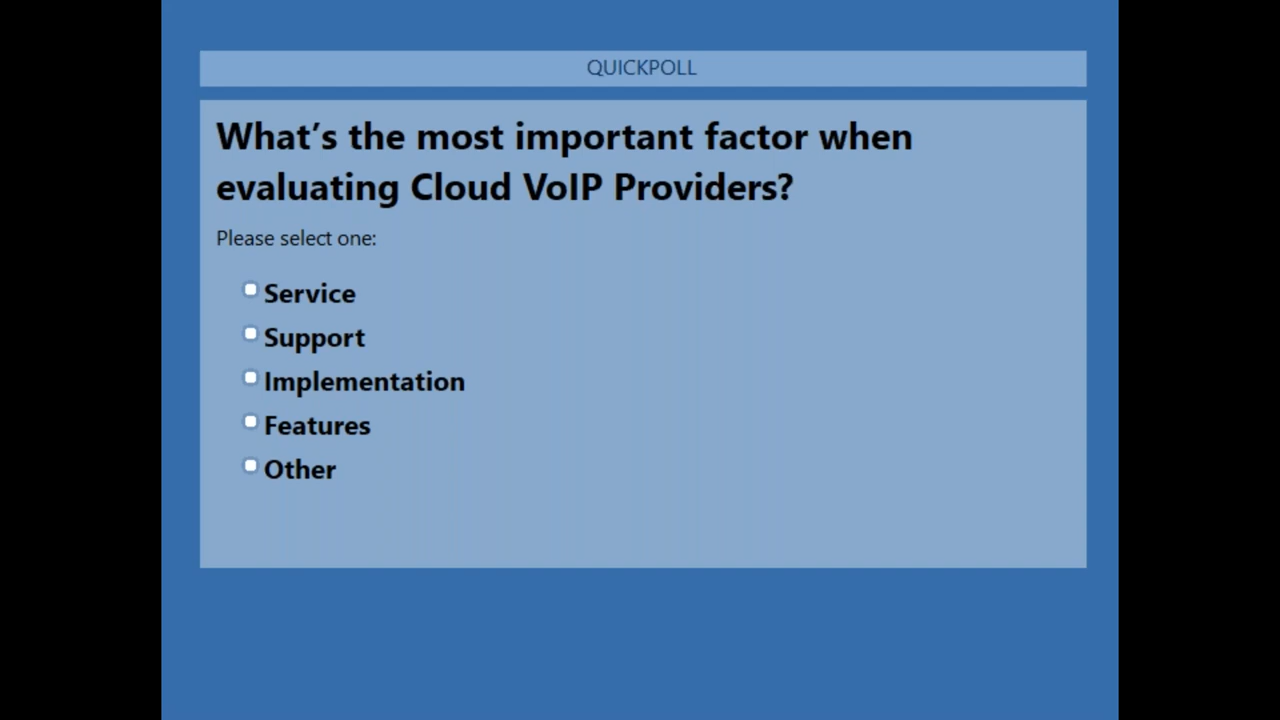 QUICKPOLL
What’s the most important factor when
evaluating Cloud VoIP Providers?
Please select one:
Service
Support
Implementation
Features
Other